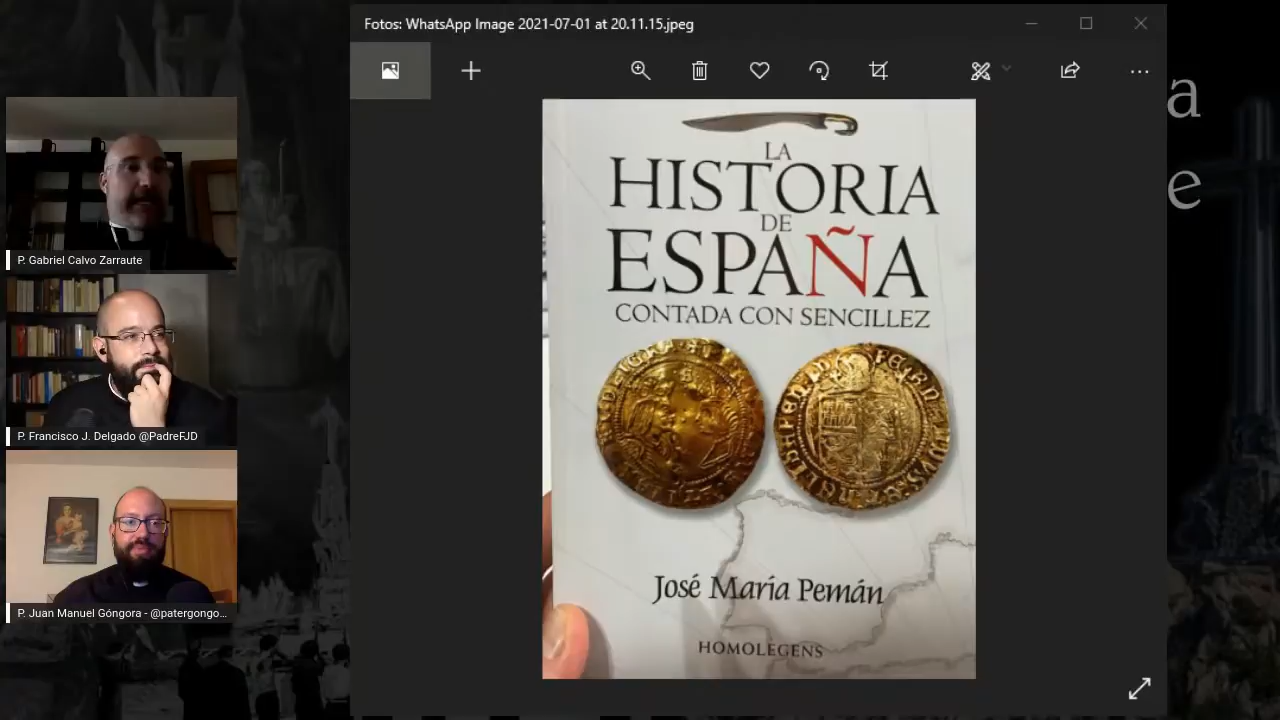 Fotos: WhatsApp Image 2021-07-01 at 20.11.15.jpeg
a
e
P. Gabriel Calvo Zarraute
P. Francisco J. Delgado @PadreFJD
P. Juan Manuel Góngora - @patergongo...
LA
HISTORIA
DE
ESPAÑA
CONTADA CON SENCILLEZ
José María Pemán
HOMOLEGENS